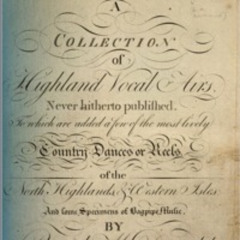 A
COLLECTION
of
Highland Vocal Airs,
Never hitherto published.
To which are added a few of the most lively
Country Dances or Reels
of the
North Highlands, & Western Isles:
And some Specimens of Bagpipe Music.
BY